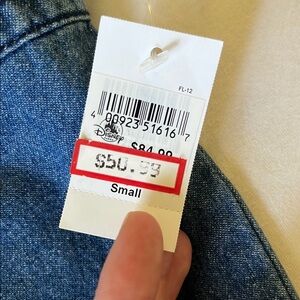 FL-12
4 00923 51616 7
Disney
$84.99
$50.99
Small